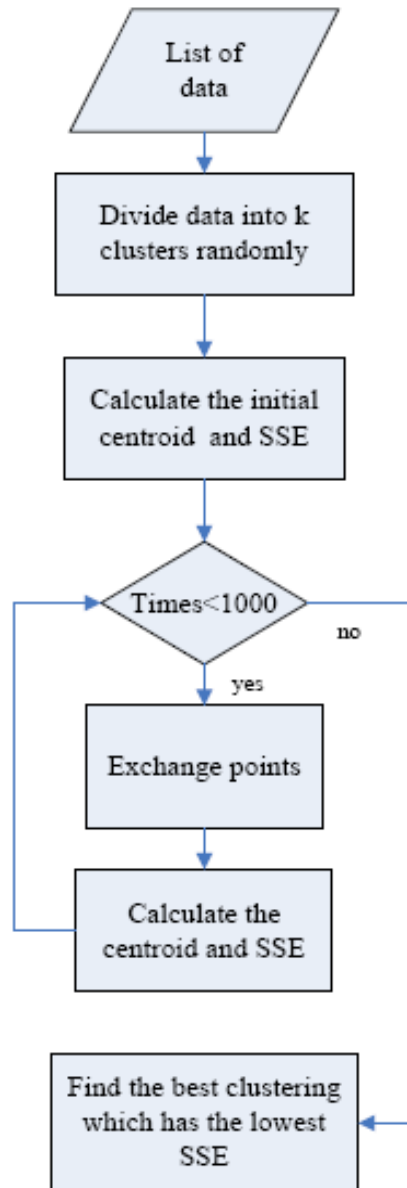 List of
data
Divide data into k
clusters randomly
Calculate the initial
centroid and SSE
Times<1000
no
yes
Exchange points
Calculate the
centroid and SSE
Find the best clustering
which has the lowest
SSE